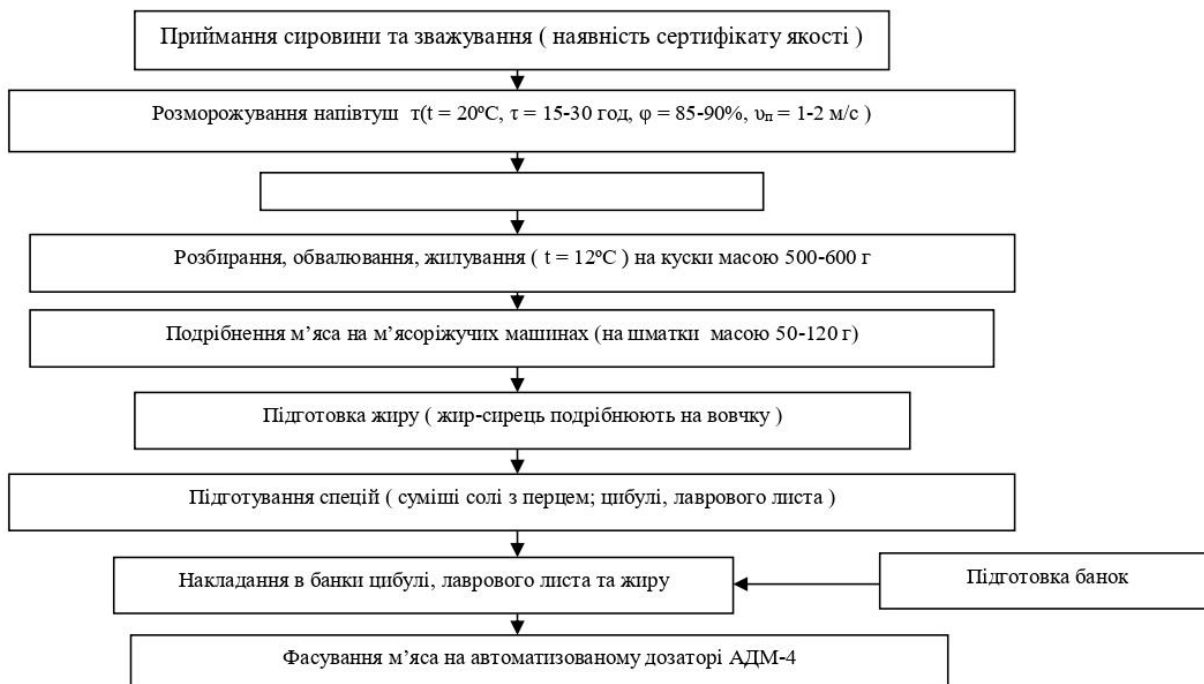 Приймання сировини та зважування ( наявність сертифікату якості )
Розморожування напівтуш т(t = 20ºC, τ = 15-30 год, φ = 85-90%, υₙ = 1-2 м/с )
Розбирання, обвалювання, жилування ( t = 12ºC ) на куски масою 500-600 г
Подрібнення м’яса на м’ясоріжучих машинах (на шматки масою 50-120 г)
Підготовка жиру ( жир-сирець подрібнюють на вовчку )
Підготування спецій ( суміші солі з перцем; цибулі, лаврового листа )
Накладання в банки цибулі, лаврового листа та жиру
Підготовка банок
Фасування м’яса на автоматизованому дозаторі АДМ-4